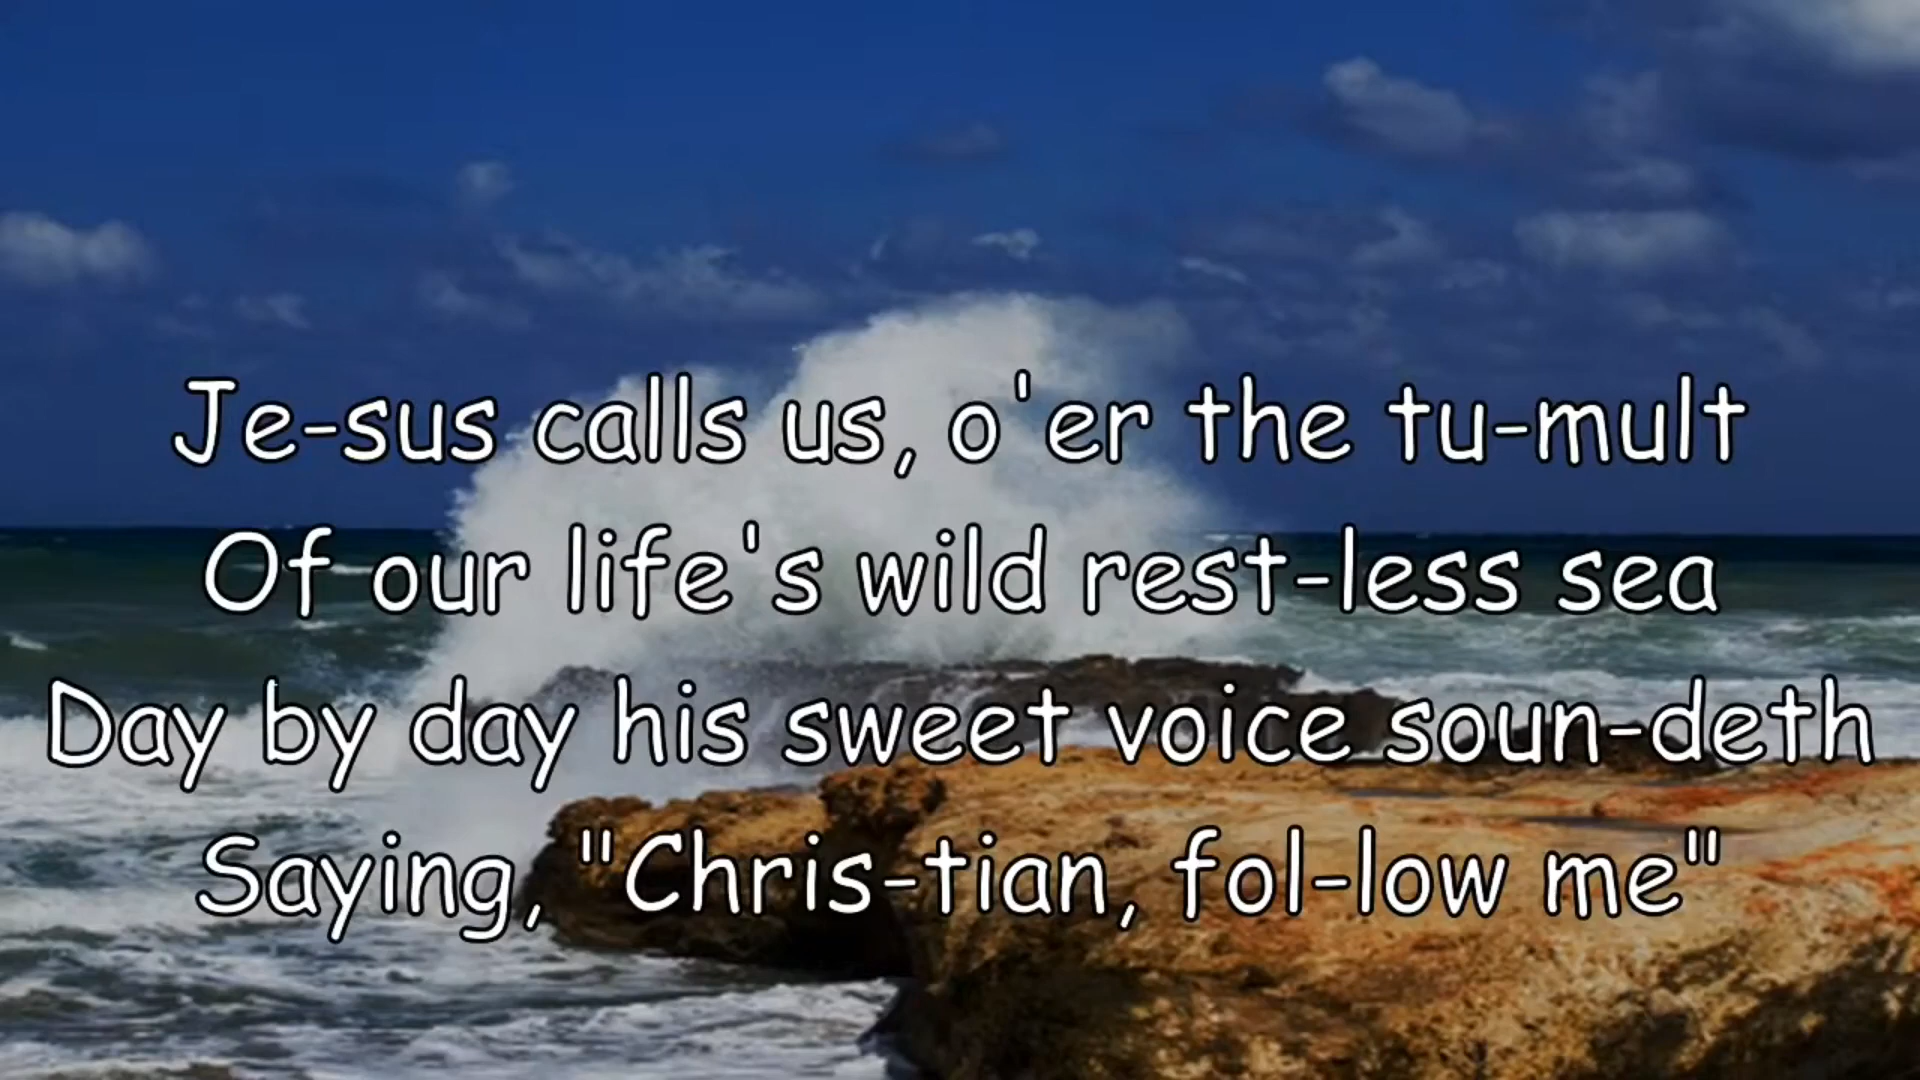 Je-sus calls us, o'er the tu-mult
Of our life's wild rest-less sea
Day by day his sweet voice soun-deth
Saying, "Chris-tian, fol-low me"